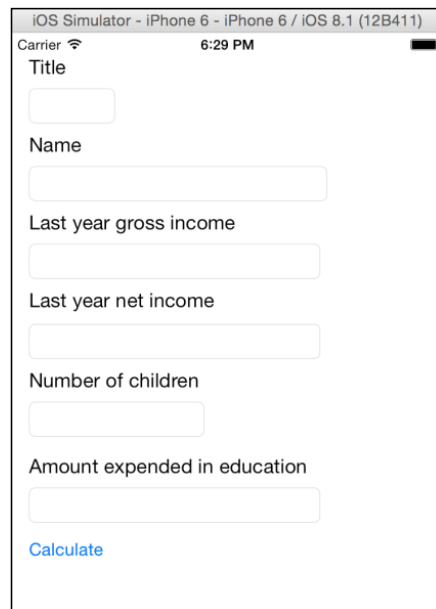 iOS Simulator - iPhone 6 - iPhone 6 / iOS 8.1 (12B411)
Carrier 6:29 PM
Title
Name
Last year gross income
Last year net income
Number of children
Amount expended in education
Calculate